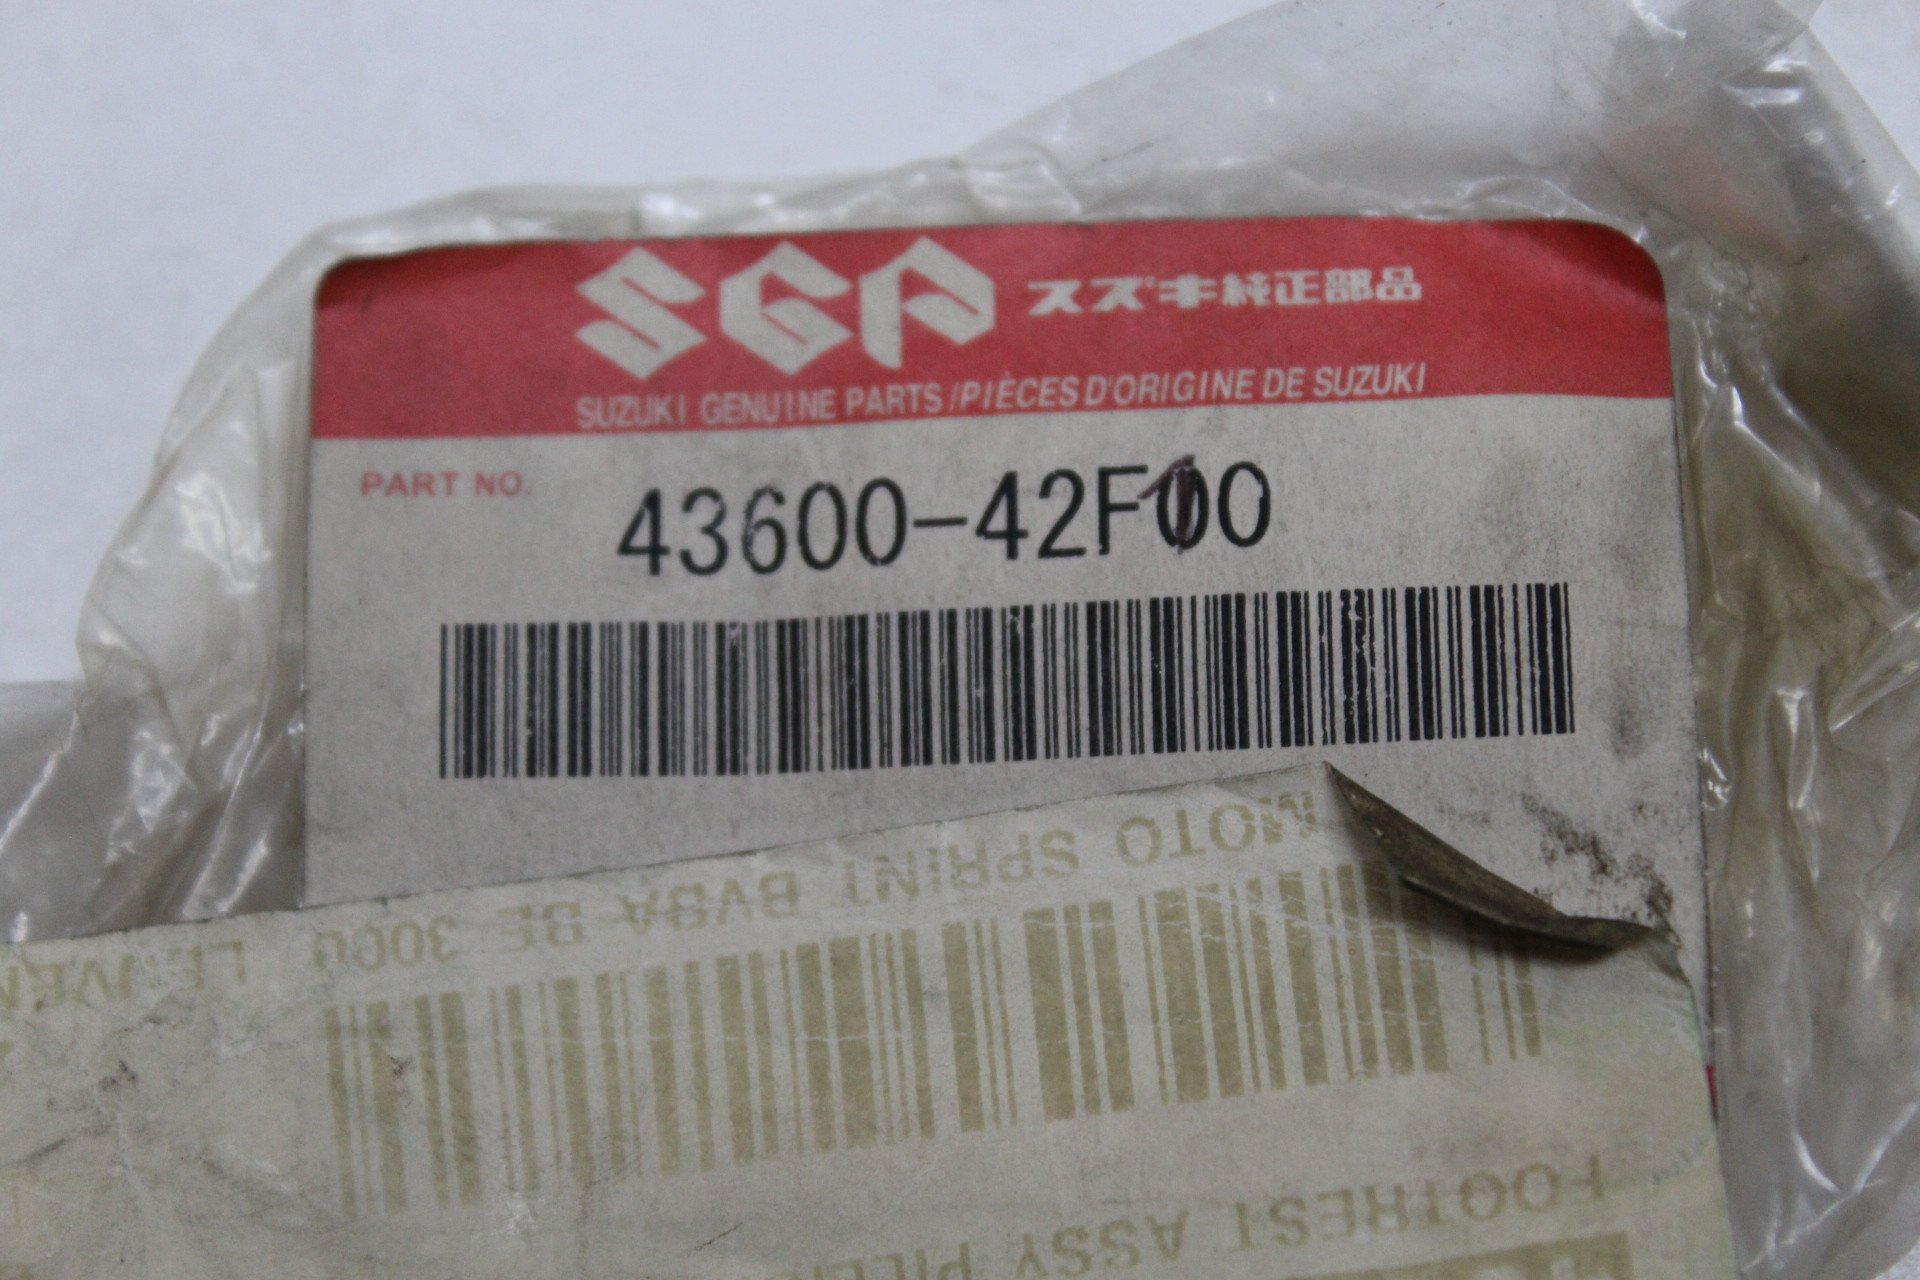 SGP スズキ純正部品
SUZUKI GENUINE PARTS/PIÈCES D'ORIGINE DE SUZUKI
PART NO. 43600-42F10
MOTO SPRINT BVBA BE 3000 LEUVEN
FOOTREST ASSY PILLI